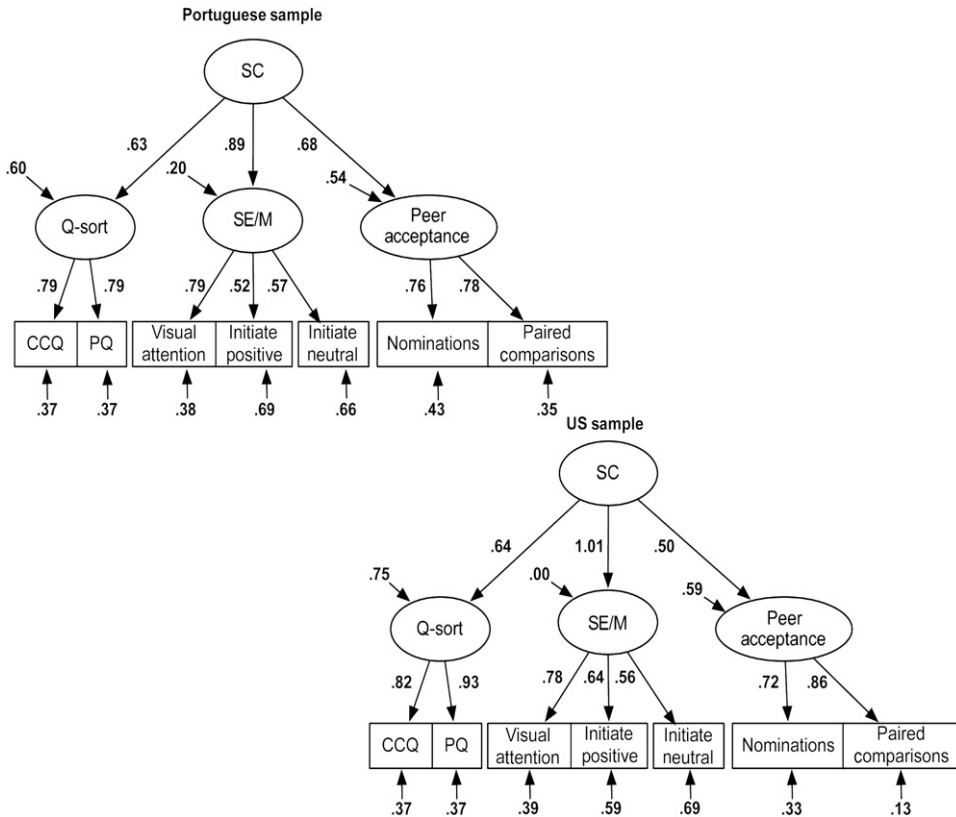 Portuguese sample
SC
.63
.89
.68
.60
.20
.54
Q-sort
SE/M
Peer
acceptance
.79
.79
.79
.52
.57
.76
.78
CCQ
PQ
Visual
attention
Initiate
positive
Initiate
neutral
Nominations
Paired
comparisons
.37
.37
.38
.69
.66
.43
.35
US sample
SC
.64
1.01
.50
.75
.00
.59
Q-sort
SE/M
Peer
acceptance
.82
.93
.78
.64
.56
.72
.86
CCQ
PQ
Visual
attention
Initiate
positive
Initiate
neutral
Nominations
Paired
comparisons
.37
.37
.39
.59
.69
.33
.13